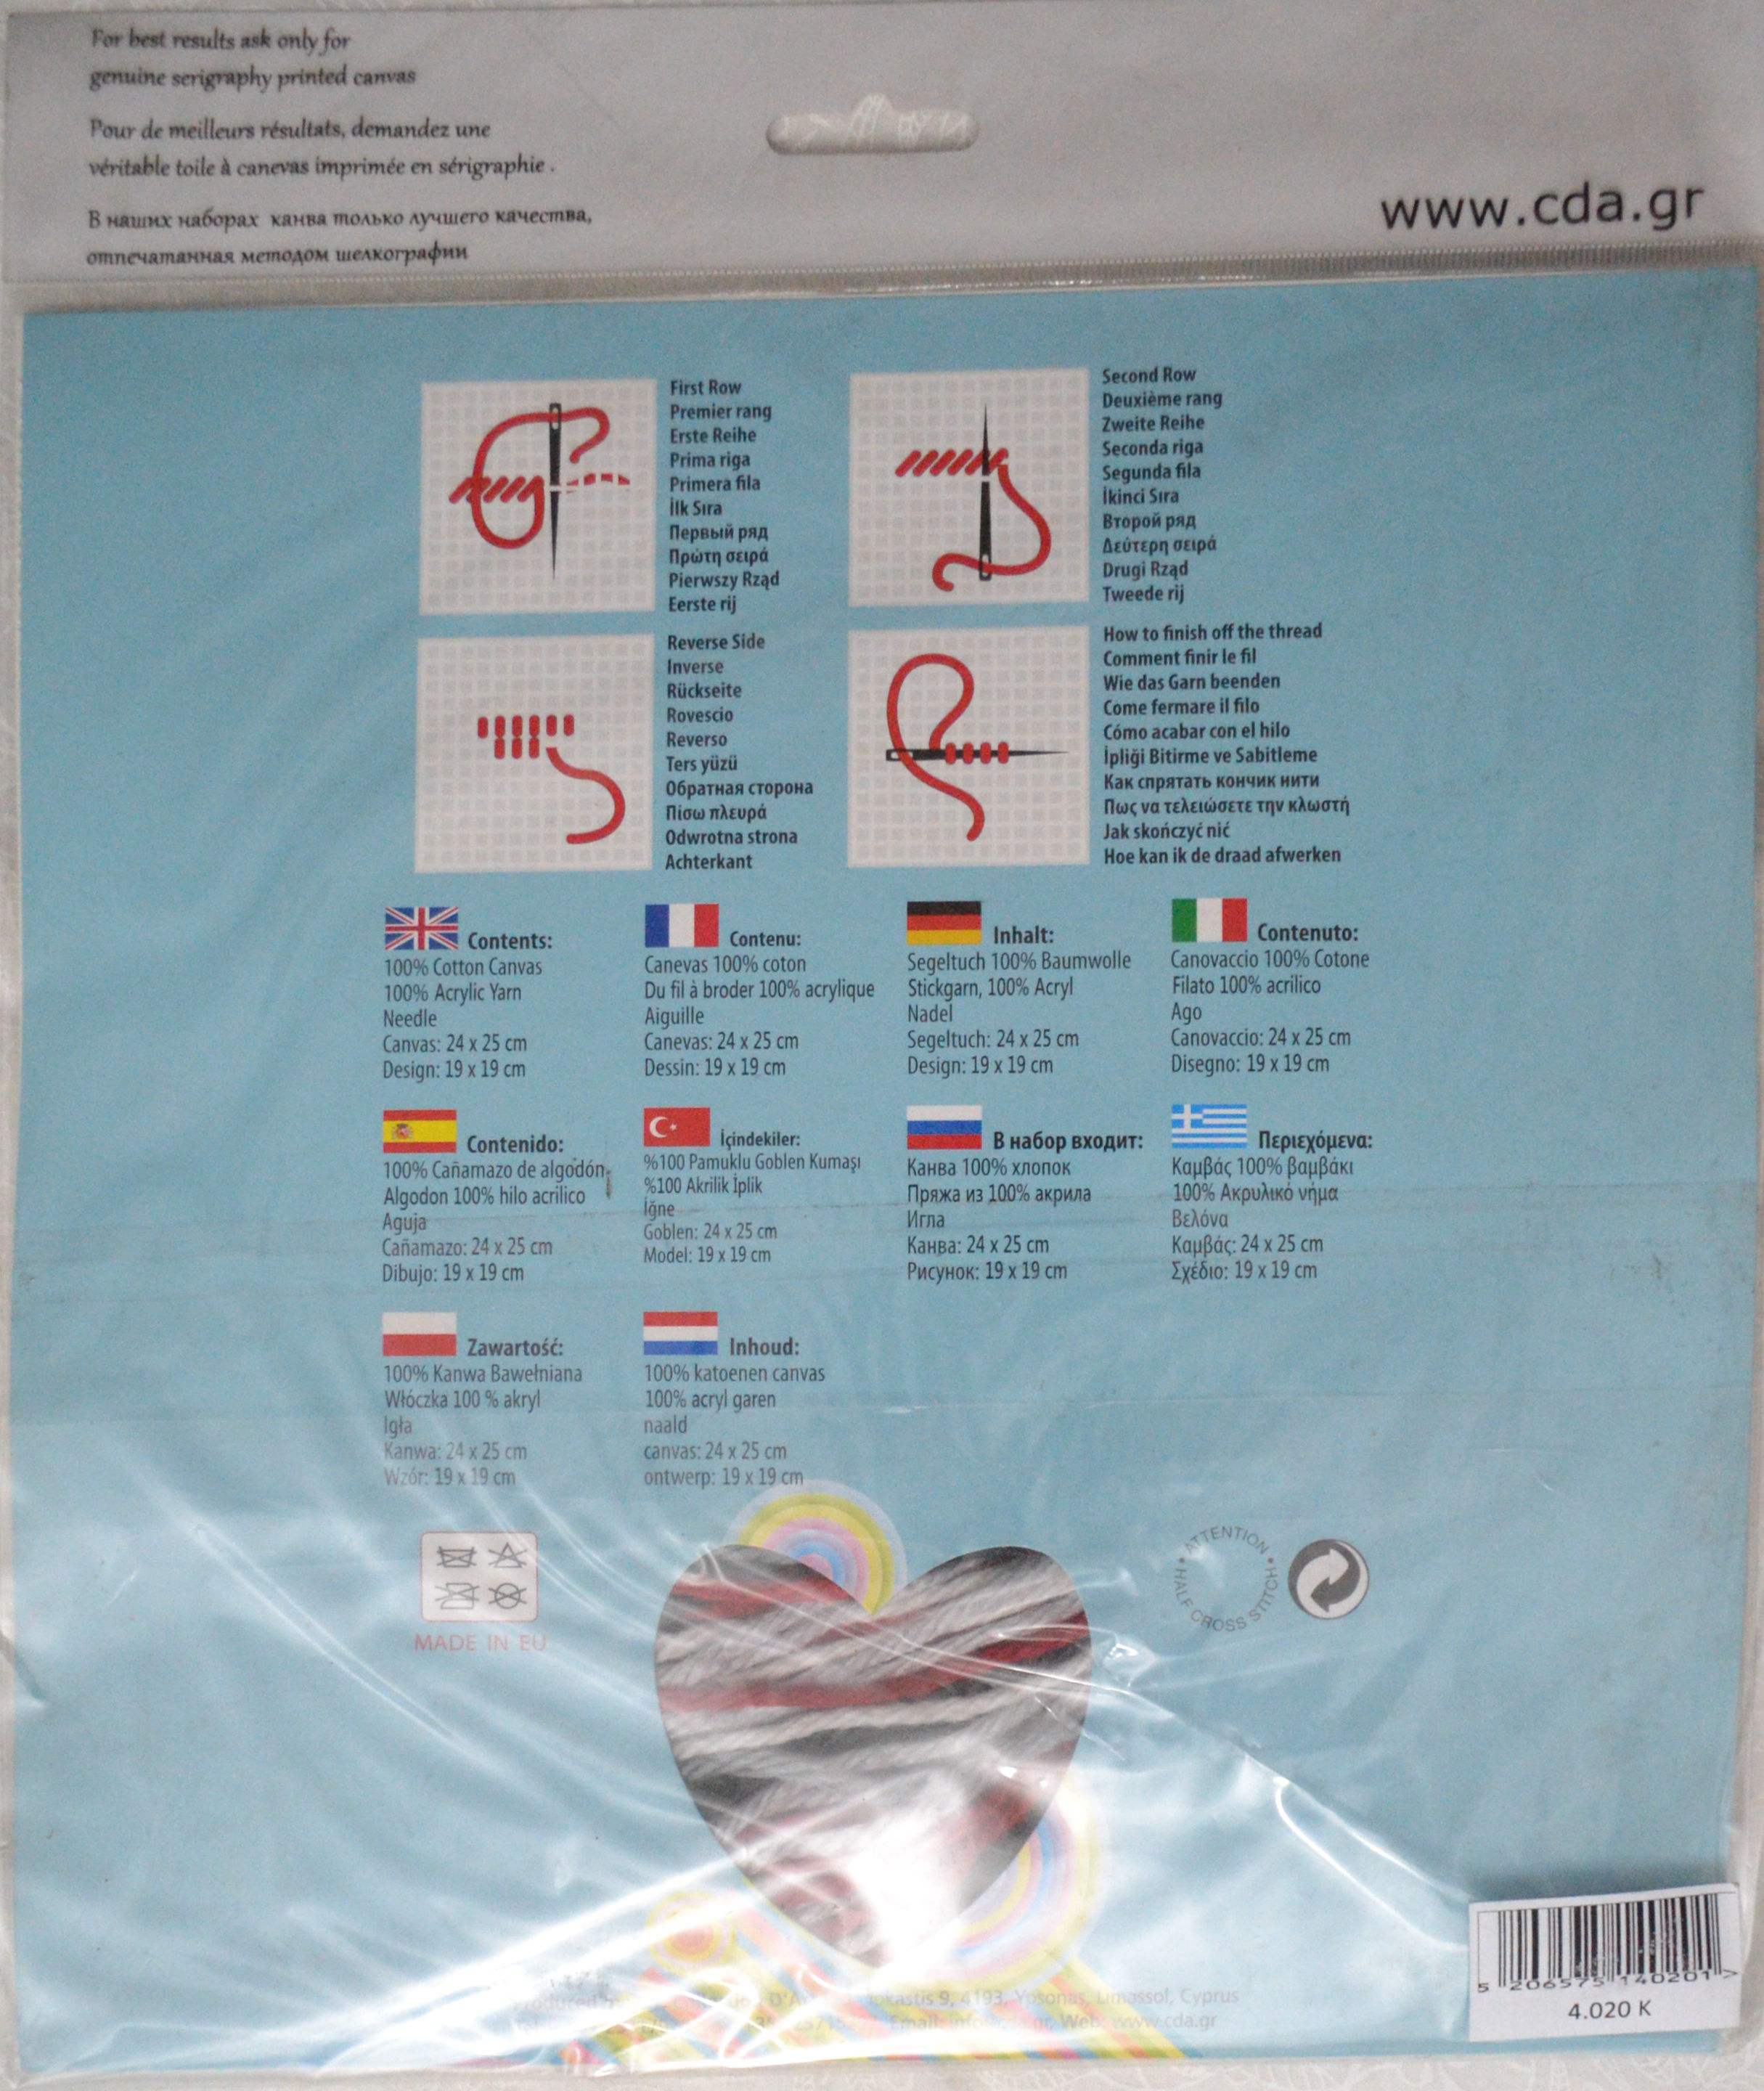 For best results ask only for
genuine serigraphy printed canvas
Pour de meilleurs résultats, demandez une
véritable toile à canevas imprimée en sérigraphie .
В наших наборах канва только лучшего качества,
отпечатанная методом шелкографии
www.cda.gr
First Row
Premier rang
Erste Reihe
Prima riga
Primera fila
İlk Sıra
Первый ряд
Πρώτη σειρά
Pierwszy Rząd
Eerste rij
Second Row
Deuxième rang
Zweite Reihe
Seconda riga
Segunda fila
İkinci Sıra
Второй ряд
Δεύτερη σειρά
Drugi Rząd
Tweede rij
Reverse Side
Inverse
Rückseite
Rovescio
Reverso
Ters yüzü
Обратная сторона
Πίσω πλευρά
Odwrotna strona
Achterkant
How to finish off the thread
Comment finir le fil
Wie das Garn beenden
Come fermare il filo
Cómo acabar con el hilo
İpliği Bitirme ve Sabitleme
Как спрятать кончик нити
Πως να τελειώσετε την κλωστή
Jak skończyć nić
Hoe kan ik de draad afwerken
Contents:
100% Cotton Canvas
100% Acrylic Yarn
Needle
Canvas: 24 x 25 cm
Design: 19 x 19 cm
Contenu:
Canevas 100% coton
Du fil à broder 100% acrylique
Aiguille
Canevas: 24 x 25 cm
Dessin: 19 x 19 cm
Inhalt:
Segeltuch 100% Baumwolle
Stickgarn, 100% Acryl
Nadel
Segeltuch: 24 x 25 cm
Design: 19 x 19 cm
Contenuto:
Canovaccio 100% Cotone
Filato 100% acrilico
Ago
Canovaccio: 24 x 25 cm
Disegno: 19 x 19 cm
Contenido:
100% Cañamazo de algodón
Algodon 100% hilo acrilico
Aguja
Cañamazo: 24 x 25 cm
Dibujo: 19 x 19 cm
İçindekiler:
%100 Pamuklu Goblen Kumaşı
%100 Akrilik İplik
İğne
Goblen: 24 x 25 cm
Model: 19 x 19 cm
В набор входит:
Канва 100% хлопок
Пряжа из 100% акрила
Игла
Канва: 24 x 25 cm
Рисунок: 19 x 19 cm
Περιεχόμενα:
Καμβάς 100% βαμβάκι
100% Ακρυλικό νήμα
Βελόνα
Καμβάς: 24 x 25 cm
Σχέδιο: 19 x 19 cm
Zawartość:
100% Kanwa Bawełniana
Włóczka 100 % akryl
Igła
Kanwa: 24 x 25 cm
Wzór: 19 x 19 cm
Inhoud:
100% katoenen canvas
100% acryl garen
naald
canvas: 24 x 25 cm
ontwerp: 19 x 19 cm
MADE IN EU
ATTENTION • HALF CROSS STITCH •
9, 4193, Ypsonas, Limassol, Cyprus
Web: www.cda.gr
5 206575 140201 >
4.020 K